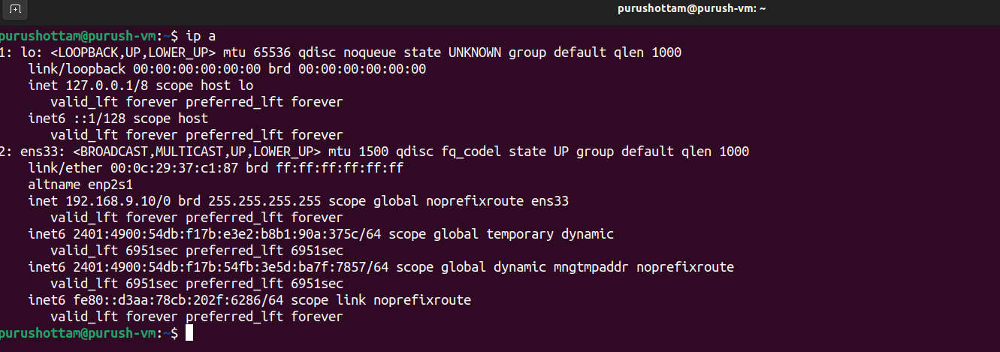 purushottam@purush-vm: ~
purushottam@purush-vm:~$ ip a
1: lo: <LOOPBACK,UP,LOWER_UP> mtu 65536 qdisc noqueue state UNKNOWN group default qlen 1000
    link/loopback 00:00:00:00:00:00 brd 00:00:00:00:00:00
    inet 127.0.0.1/8 scope host lo
       valid_lft forever preferred_lft forever
    inet6 ::1/128 scope host
       valid_lft forever preferred_lft forever
2: ens33: <BROADCAST,MULTICAST,UP,LOWER_UP> mtu 1500 qdisc fq_codel state UP group default qlen 1000
    link/ether 00:0c:29:37:c1:87 brd ff:ff:ff:ff:ff:ff
    altname enp2s1
    inet 192.168.9.10/0 brd 255.255.255.255 scope global noprefixroute ens33
       valid_lft forever preferred_lft forever
    inet6 2401:4900:54db:f17b:e3e2:b8b1:90a:375c/64 scope global temporary dynamic
       valid_lft 6951sec preferred_lft 6951sec
    inet6 2401:4900:54db:f17b:54fb:3e5d:ba7f:7857/64 scope global dynamic mngtmpaddr noprefixroute
       valid_lft 6951sec preferred_lft 6951sec
    inet6 fe80::d3aa:78cb:202f:6286/64 scope link noprefixroute
       valid_lft forever preferred_lft forever
purushottam@purush-vm:~$